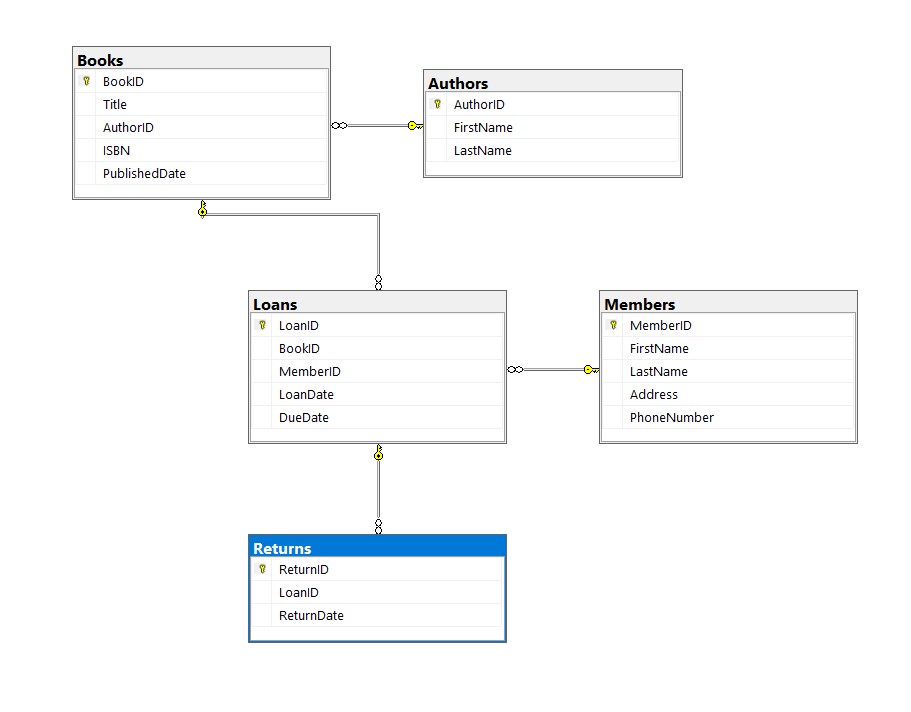 Books
BookID
Title
AuthorID
ISBN
PublishedDate
Authors
AuthorID
FirstName
LastName
Loans
LoanID
BookID
MemberID
LoanDate
DueDate
Members
MemberID
FirstName
LastName
Address
PhoneNumber
Returns
ReturnID
LoanID
ReturnDate